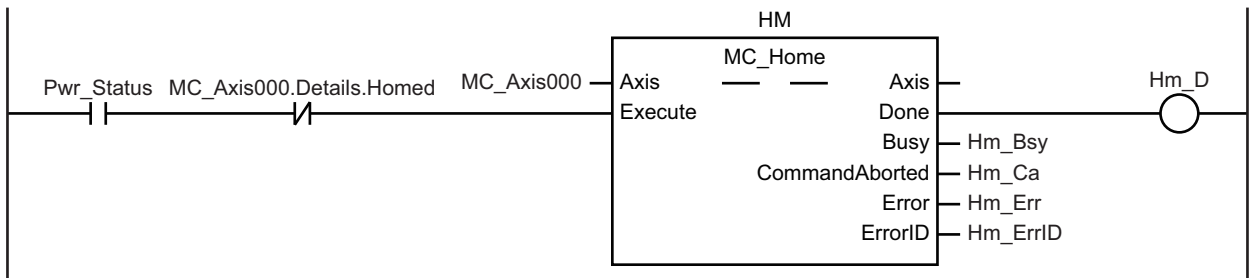 HM
MC_Home
Pwr_Status MC_Axis000.Details.Homed MC_Axis000 Axis Axis Hm_D
Execute Done
Busy Hm_Bsy
CommandAborted Hm_Ca
Error Hm_Err
ErrorID Hm_ErrID